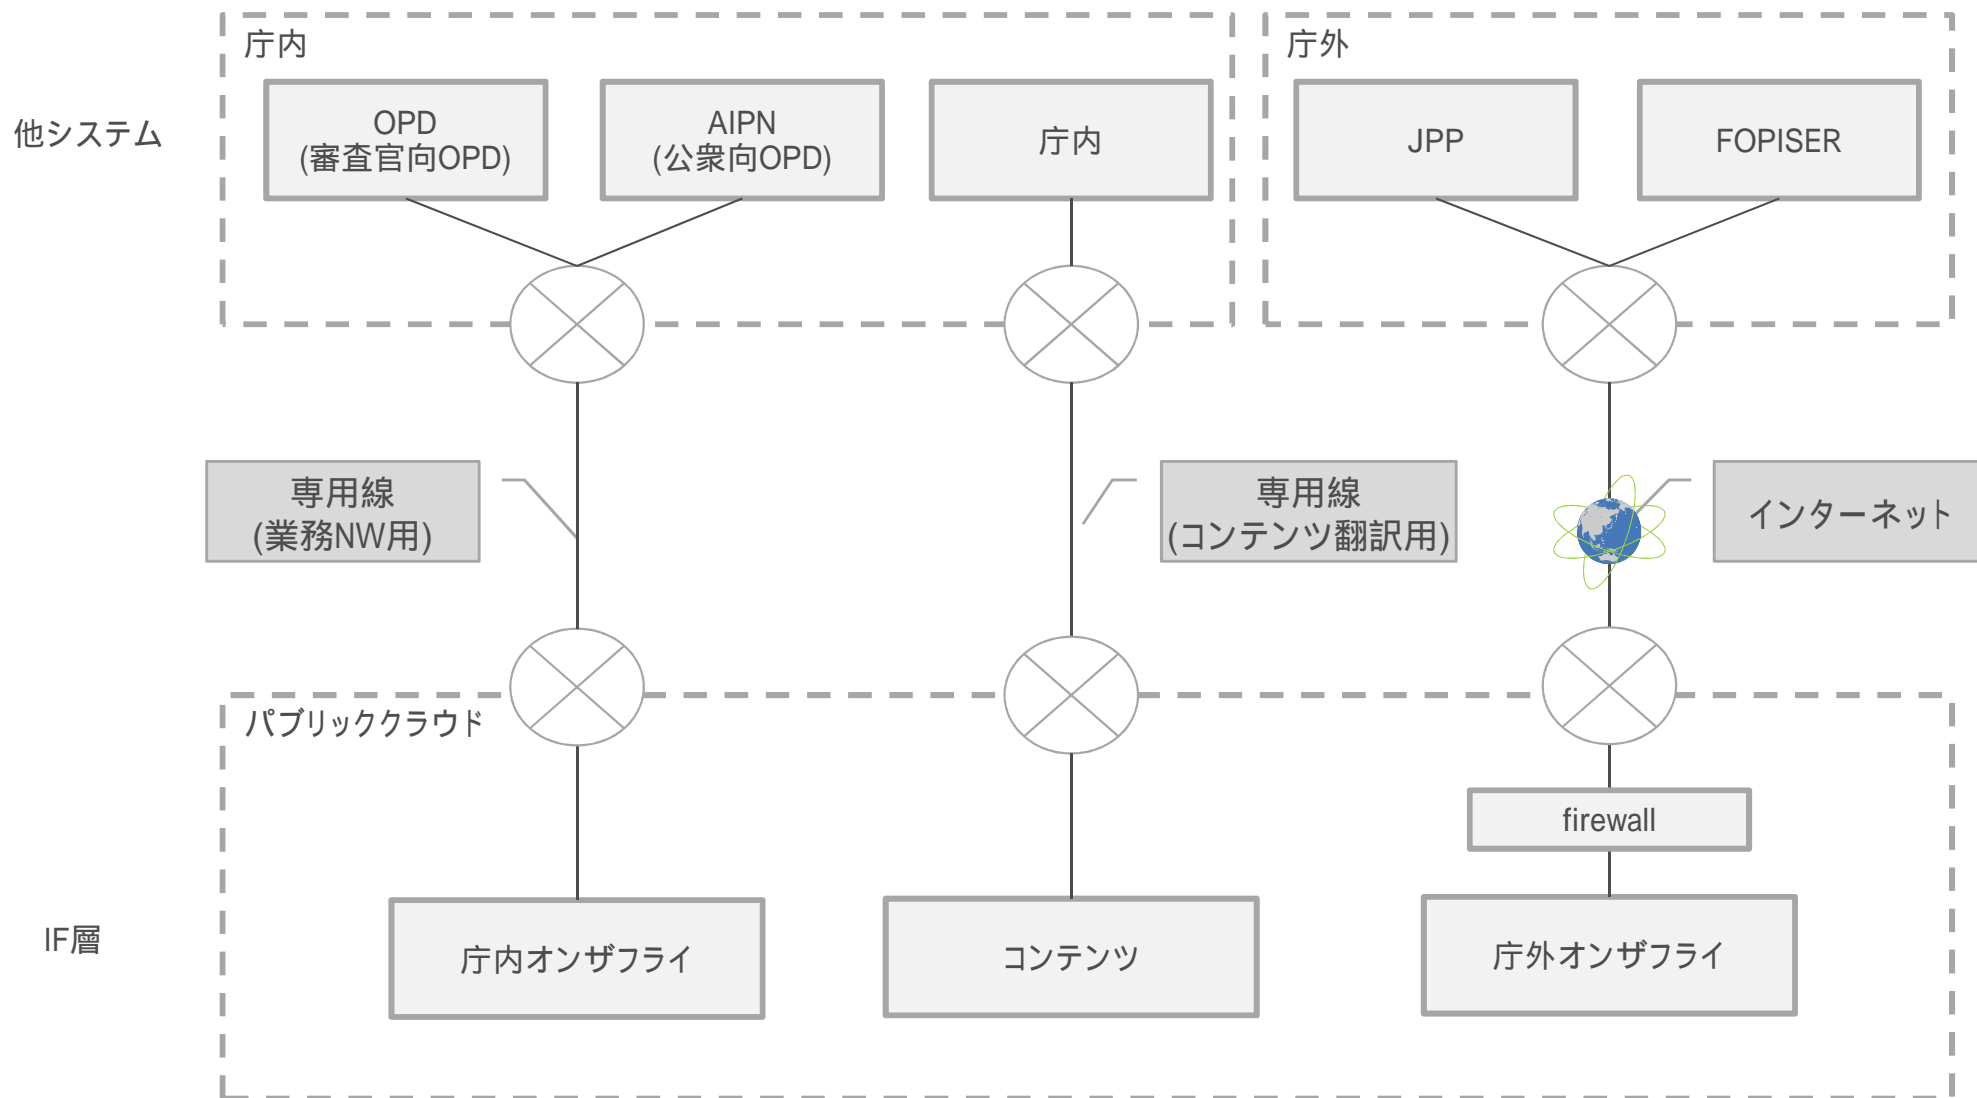 庁内
庁外
他システム
OPD
(審査官向OPD)
AIPN
(公衆向OPD)
庁内
JPP
FOPISER
専用線
(業務NW用)
専用線
(コンテンツ翻訳用)
インターネット
パブリッククラウド
firewall
IF層
庁内オンザフライ
コンテンツ
庁外オンザフライ